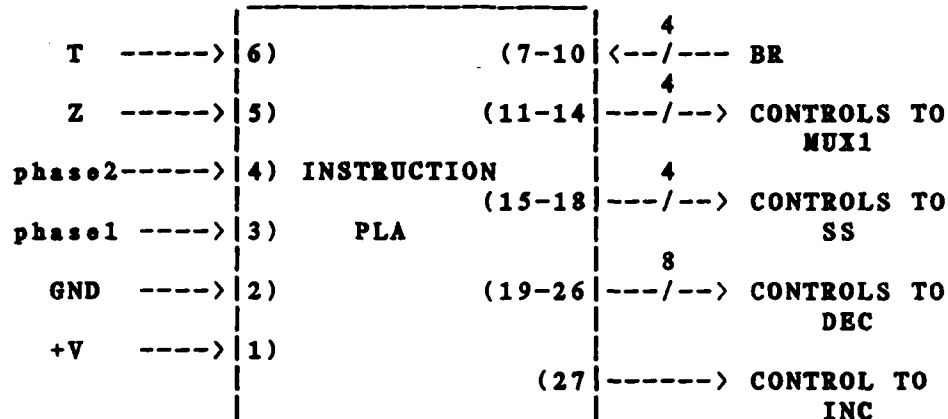 4
T ----->|6) (7-10|<--/--- BR
4
Z ----->|5) (11-14|---/--> CONTROLS TO
MUX1
phase2----->|4) INSTRUCTION 4
(15-18|---/--> CONTROLS TO
phase1 ---->|3) PLA SS
8
GND ---->|2) (19-26|---/--> CONTROLS TO
DEC
+V ---->|1)
(27|------> CONTROL TO
INC